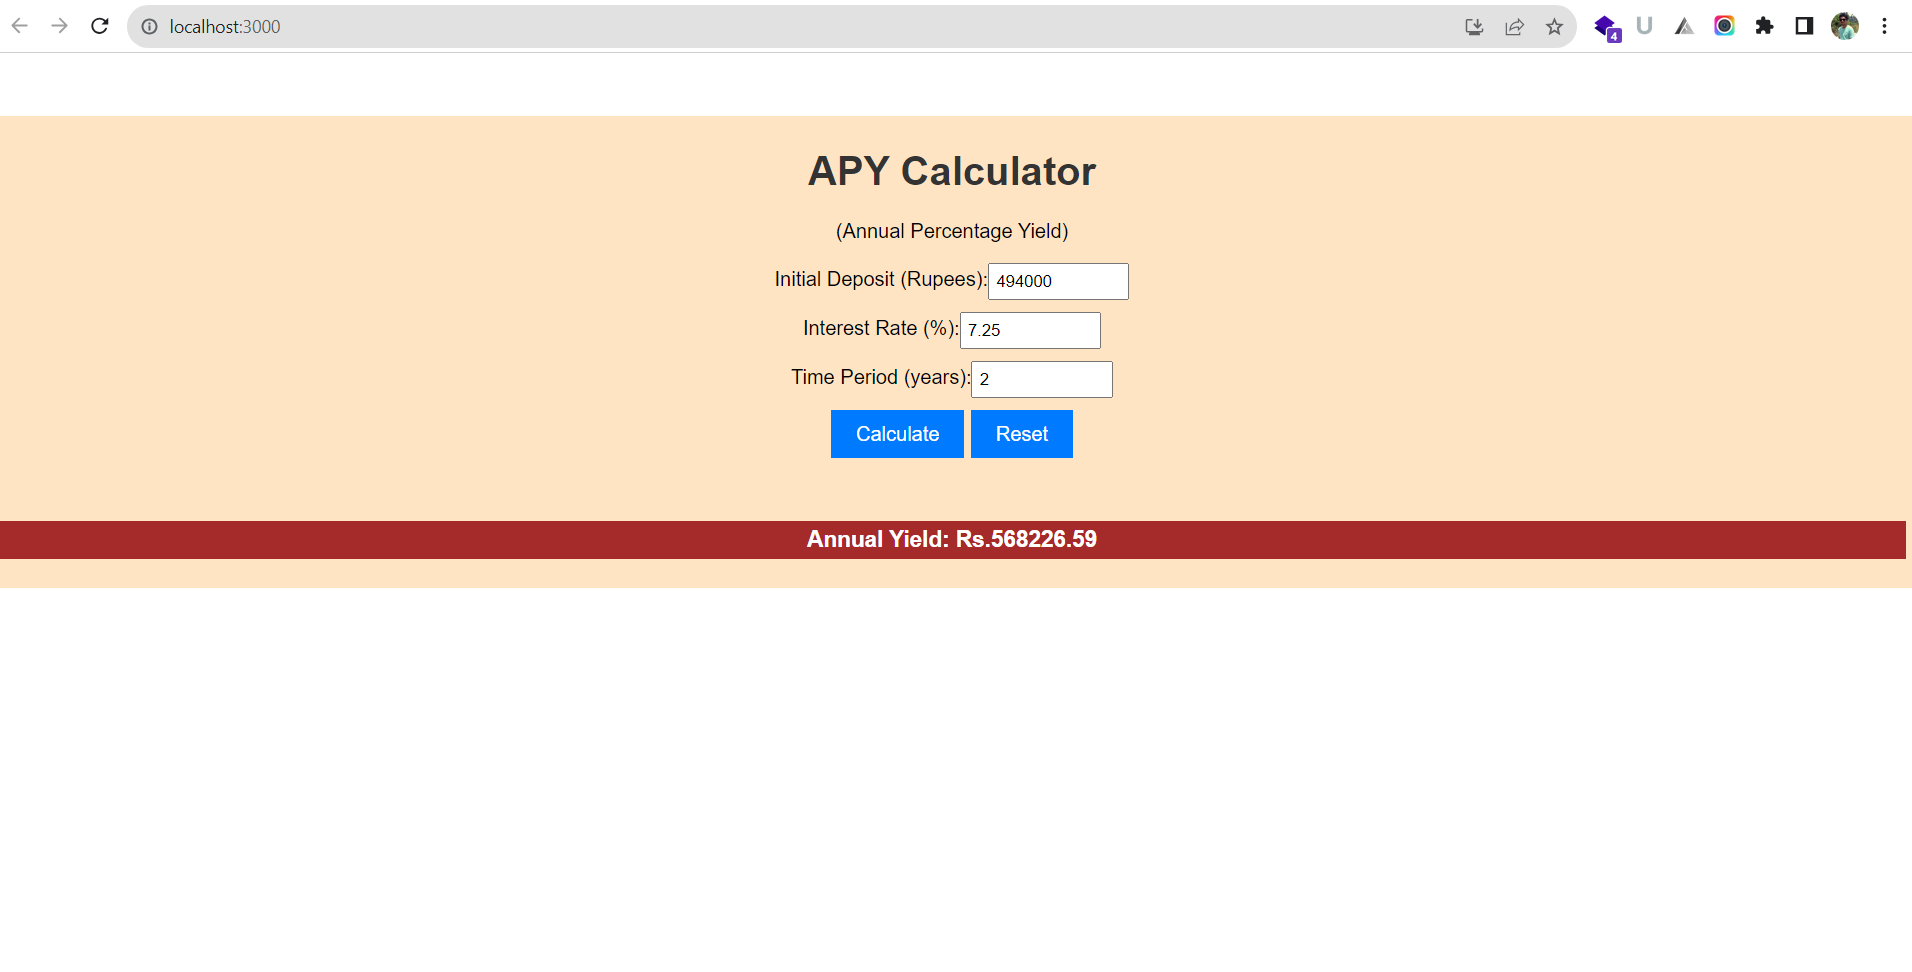 localhost:3000
4
APY Calculator
(Annual Percentage Yield)
Initial Deposit (Rupees): 494000
Interest Rate (%): 7.25
Time Period (years): 2
Calculate Reset
Annual Yield: Rs.568226.59